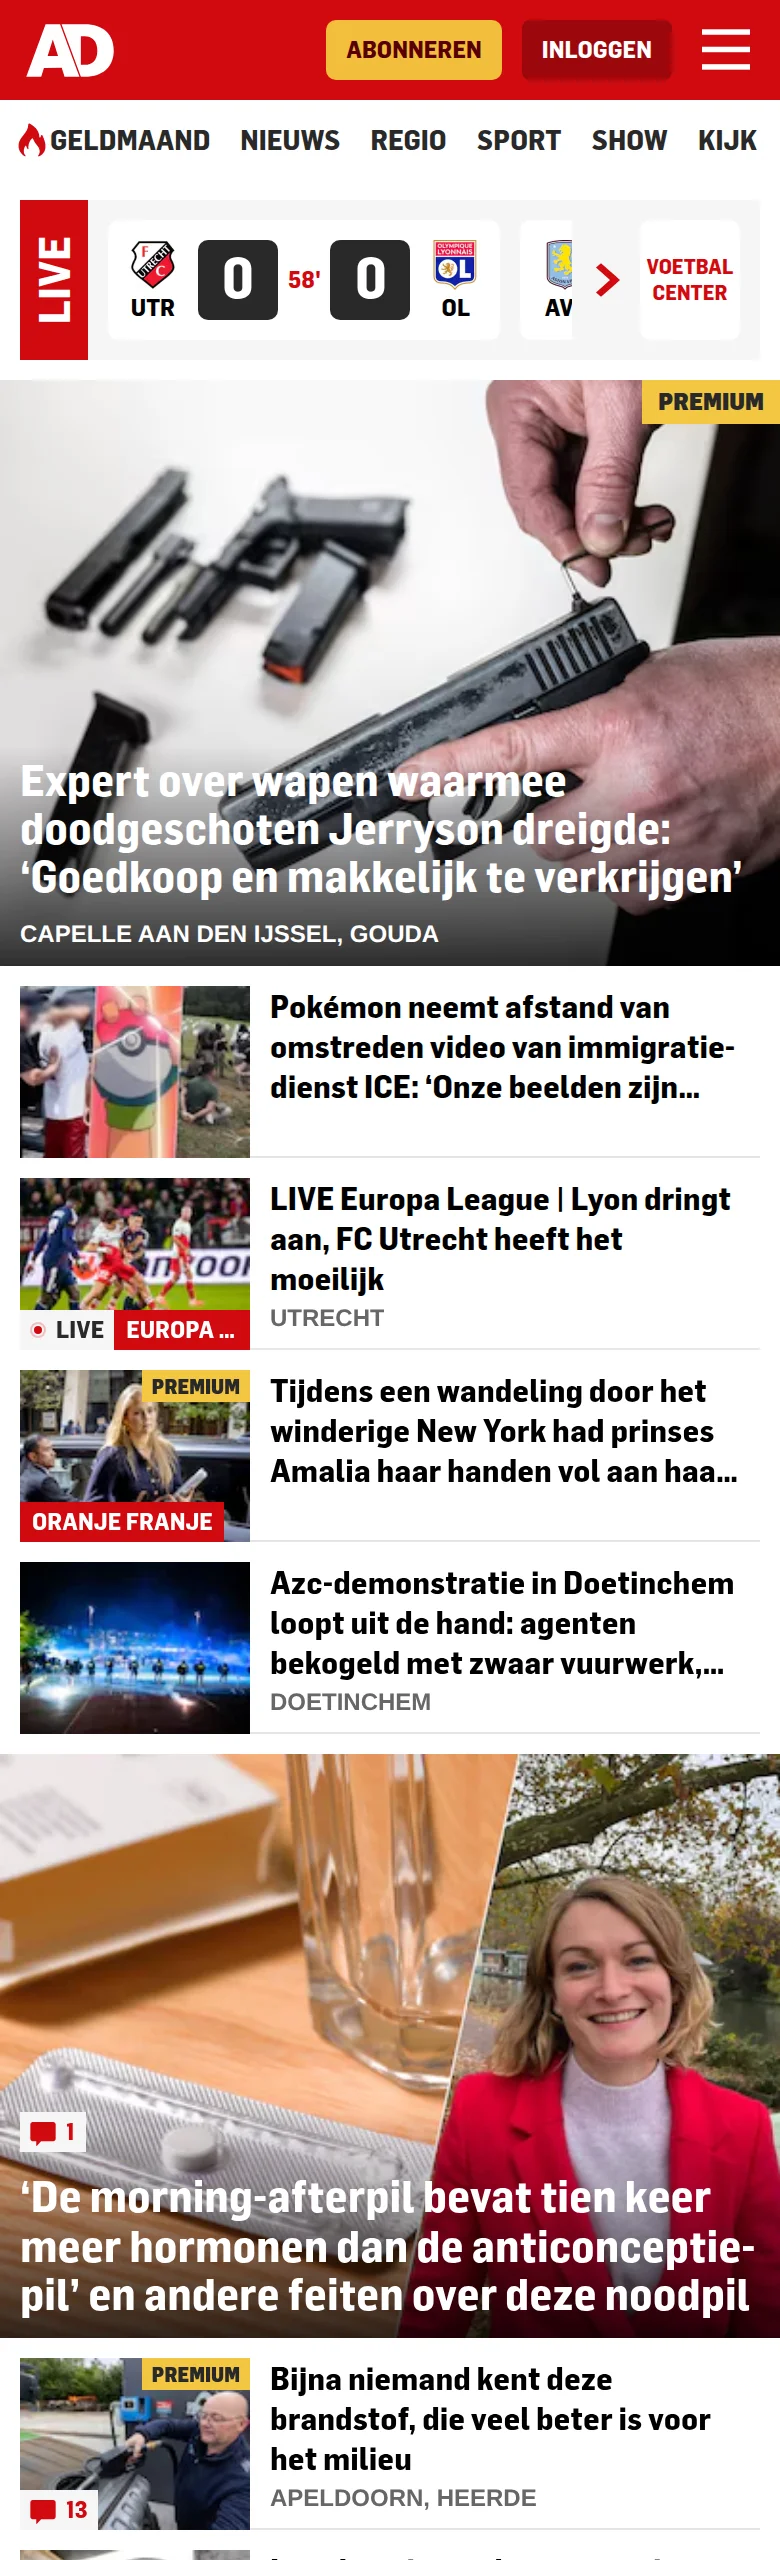 AD
ABONNEREN
INLOGGEN
GELDMAAND NIEUWS REGIO SPORT SHOW KIJK
LIVE
UTR
0
58'
0
OL
AV
VOETBAL
CENTER
PREMIUM
Expert over wapen waarmee
doodgeschoten Jerryson dreigde:
‘Goedkoop en makkelijk te verkrijgen’
CAPELLE AAN DEN IJSSEL, GOUDA
Pokémon neemt afstand van
omstreden video van immigratie-
dienst ICE: ‘Onze beelden zijn...
LIVE Europa League | Lyon dringt
aan, FC Utrecht heeft het
moeilijk
LIVE
EUROPA ...
UTRECHT
PREMIUM
Tijdens een wandeling door het
winderige New York had prinses
Amalia haar handen vol aan haa...
ORANJE FRANJE
Azc-demonstratie in Doetinchem
loopt uit de hand: agenten
bekogeld met zwaar vuurwerk,...
DOETINCHEM
1
‘De morning-afterpil bevat tien keer
meer hormonen dan de anticonceptie-
pil’ en andere feiten over deze noodpil
PREMIUM
Bijna niemand kent deze
brandstof, die veel beter is voor
het milieu
13
APELDOORN, HEERDE